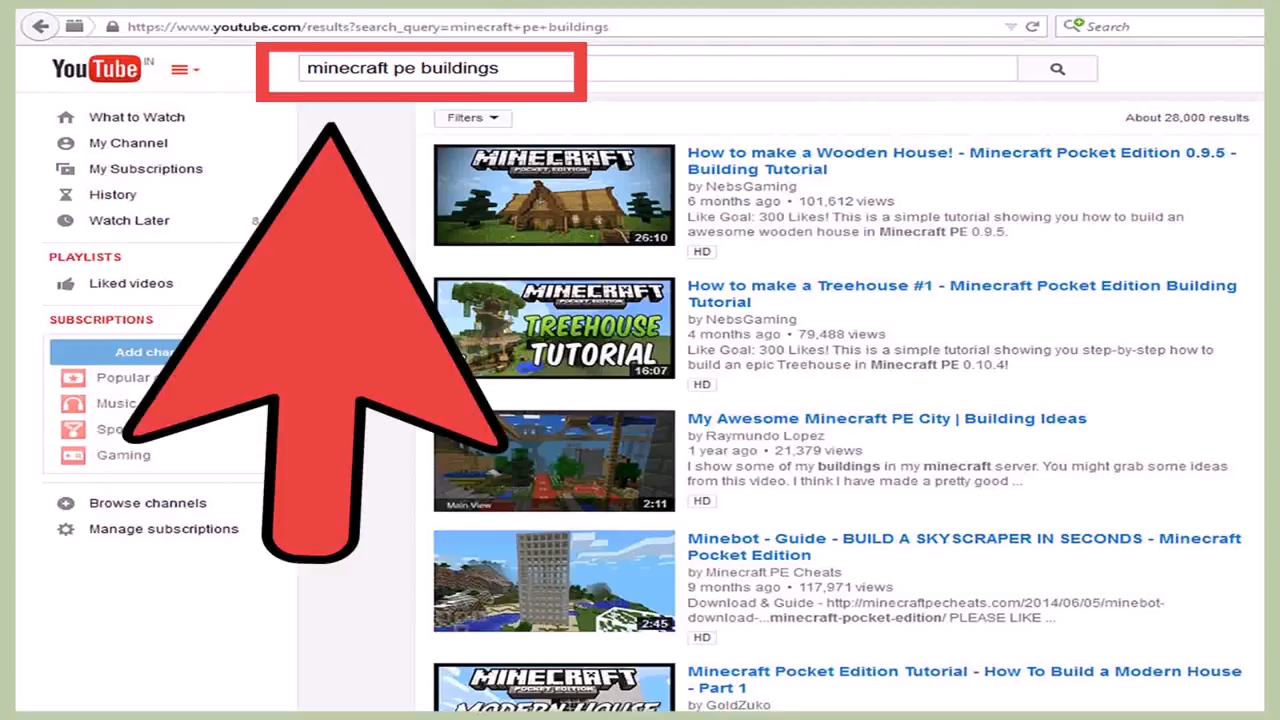 https://www.youtube.com/results?search_query=minecraft+pe+buildings
Search
YouTube IN
minecraft pe buildings
What to Watch
My Channel
My Subscriptions
History
Watch Later
PLAYLISTS
Liked videos
SUBSCRIPTIONS
Add cha
Popular
Music
Spo
Gaming
Browse channels
Manage subscriptions
Filters
About 28,000 results
MINECRAFT
POCKET EDITION
26:10
How to make a Wooden House! - Minecraft Pocket Edition 0.9.5 -
Building Tutorial
by NebsGaming
6 months ago • 101,612 views
Like Goal: 300 Likes! This is a simple tutorial showing you how to build an
awesome wooden house in Minecraft PE 0.9.5.
HD
MINECRAFT
POCKET EDITION
TREEHOUSE
TUTORIAL
16:07
How to make a Treehouse #1 - Minecraft Pocket Edition Building
Tutorial
by NebsGaming
4 months ago • 79,488 views
Like Goal: 300 Likes! This is a simple tutorial showing you step-by-step how to
build an epic Treehouse in Minecraft PE 0.10.4!
HD
Main View
2:11
My Awesome Minecraft PE City | Building Ideas
by Raymundo Lopez
1 year ago • 21,379 views
I show some of my buildings in my minecraft server. You might grab some ideas
from this video. I think I have made a pretty good ...
HD
2:45
Minebot - Guide - BUILD A SKYSCRAPER IN SECONDS - Minecraft
Pocket Edition
by Minecraft PE Cheats
9 months ago • 117,971 views
Download & Guide - http://minecraftpecheats.com/2014/06/05/minebot-
download-...minecraft-pocket-edition/ PLEASE LIKE ...
HD
MINECRAFT
POCKET EDITION
MODERN HOUSE
Minecraft Pocket Edition Tutorial - How To Build a Modern House
- Part 1
by GoldZuko